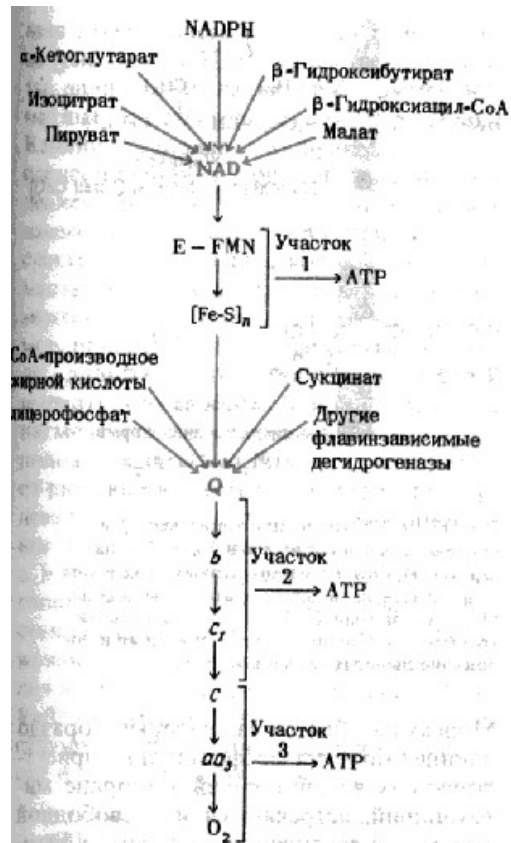 NADPH
α-Кетоглутарат
β-Гидроксибутират
Изоцитрат
β-Гидроксиацил-CoA
Пируват
Малат
NAD
E – FMN
Участок
1
ATP
[Fe-S]n
CoA-производное
жирной кислоты
Сукцинат
лицерофосфат
Другие
флавинзависимые
дегидрогеназы
Q
b
Участок
2
ATP
c1
c
Участок
3
aa3
ATP
O2